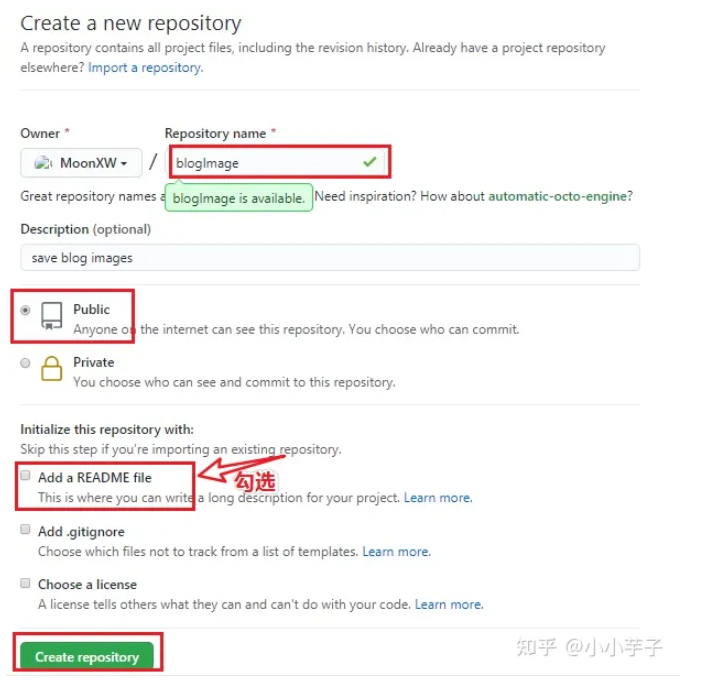 Create a new repository
A repository contains all project files, including the revision history. Already have a project repository
elsewhere? Import a repository.
Owner * Repository name *
MoonXW / blogImage
Great repository names a blogImage is available. Need inspiration? How about automatic-octo-engine?
Description (optional)
save blog images
Public
Anyone on the internet can see this repository. You choose who can commit.
Private
You choose who can see and commit to this repository.
Initialize this repository with:
Skip this step if you're importing an existing repository.
Add a README file
勾选
This is where you can write a long description for your project. Learn more.
Add .gitignore
Choose which files not to track from a list of templates. Learn more.
Choose a license
A license tells others what they can and can't do with your code. Learn more.
Create repository
知乎 @小小芋子